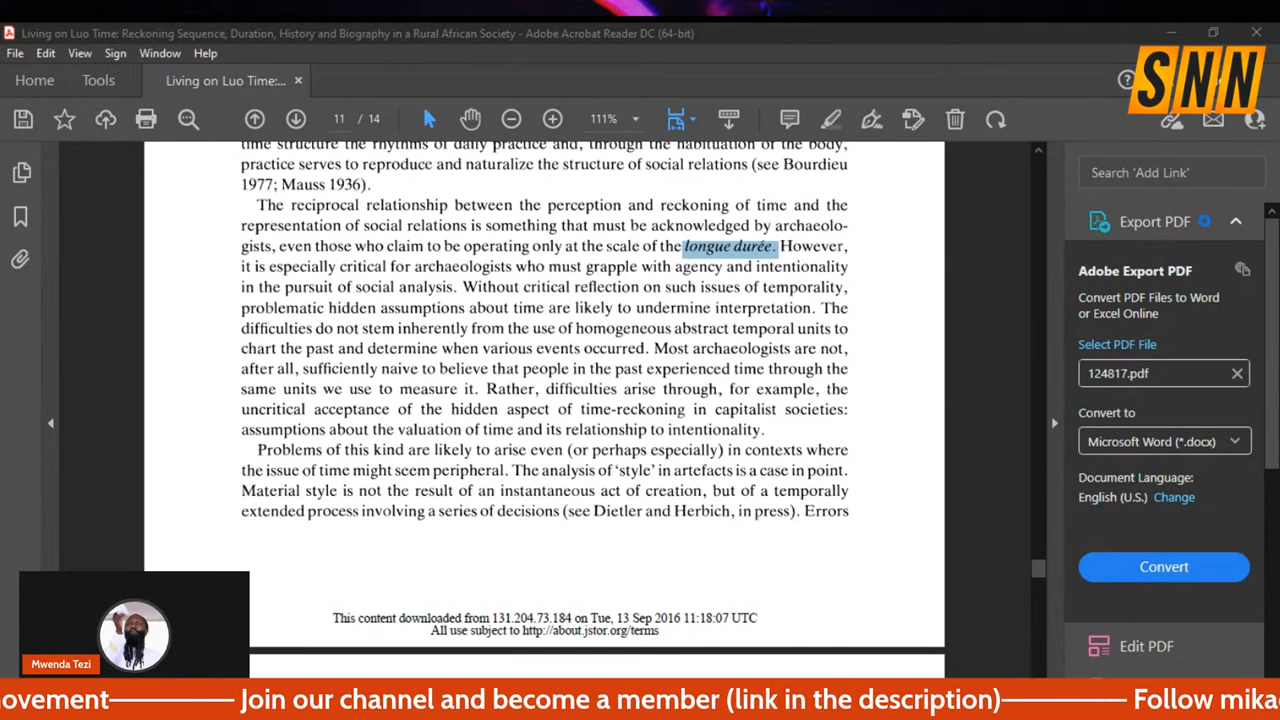 Living on Luo Time: Reckoning Sequence, Duration, History and Biography in a Rural African Society - Adobe Acrobat Reader DC (64-bit)
File Edit View Sign Window Help
Home Tools Living on Luo Time:...
SNN
11 / 14 111%
time structure the rhythms of daily practice and, through the habituation of the body,
practice serves to reproduce and naturalize the structure of social relations (see Bourdieu
1977; Mauss 1936).
The reciprocal relationship between the perception and reckoning of time and the
representation of social relations is something that must be acknowledged by archaeolo-
gists, even those who claim to be operating only at the scale of the longue durée. However,
it is especially critical for archaeologists who must grapple with agency and intentionality
in the pursuit of social analysis. Without critical reflection on such issues of temporality,
problematic hidden assumptions about time are likely to undermine interpretation. The
difficulties do not stem inherently from the use of homogeneous abstract temporal units to
chart the past and determine when various events occurred. Most archaeologists are not,
after all, sufficiently naive to believe that people in the past experienced time through the
same units we use to measure it. Rather, difficulties arise through, for example, the
uncritical acceptance of the hidden aspect of time-reckoning in capitalist societies:
assumptions about the valuation of time and its relationship to intentionality.
Problems of this kind are likely to arise even (or perhaps especially) in contexts where
the issue of time might seem peripheral. The analysis of 'style' in artefacts is a case in point.
Material style is not the result of an instantaneous act of creation, but of a temporally
extended process involving a series of decisions (see Dietler and Herbich, in press). Errors
This content downloaded from 131.204.73.184 on Tue, 13 Sep 2016 11:18:07 UTC
All use subject to http://about.jstor.org/terms
Search 'Add Link'
Export PDF
Adobe Export PDF
Convert PDF Files to Word
or Excel Online
Select PDF File
124817.pdf
Convert to
Microsoft Word (*.docx)
Document Language:
English (U.S.) Change
Convert
Edit PDF
Mwenda Tezi
movement———— Join our channel and become a member (link in the description)———— Follow mika